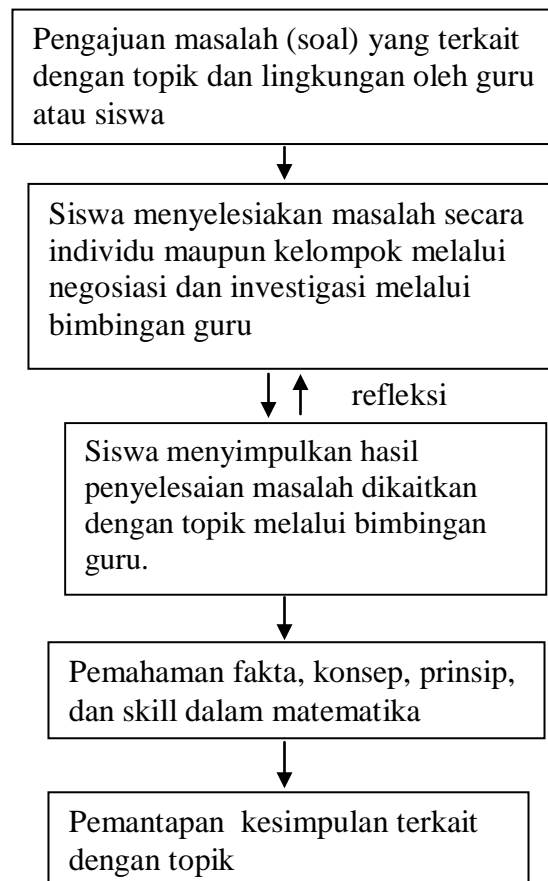 Pengajuan masalah (soal) yang terkait
dengan topik dan lingkungan oleh guru
atau siswa
Siswa menyelesiakan masalah secara
individu maupun kelompok melalui
negosiasi dan investigasi melalui
bimbingan guru
refleksi
Siswa menyimpulkan hasil
penyelesaian masalah dikaitkan
dengan topik melalui bimbingan
guru.
Pemahaman fakta, konsep, prinsip,
dan skill dalam matematika
Pemantapan kesimpulan terkait
dengan topik